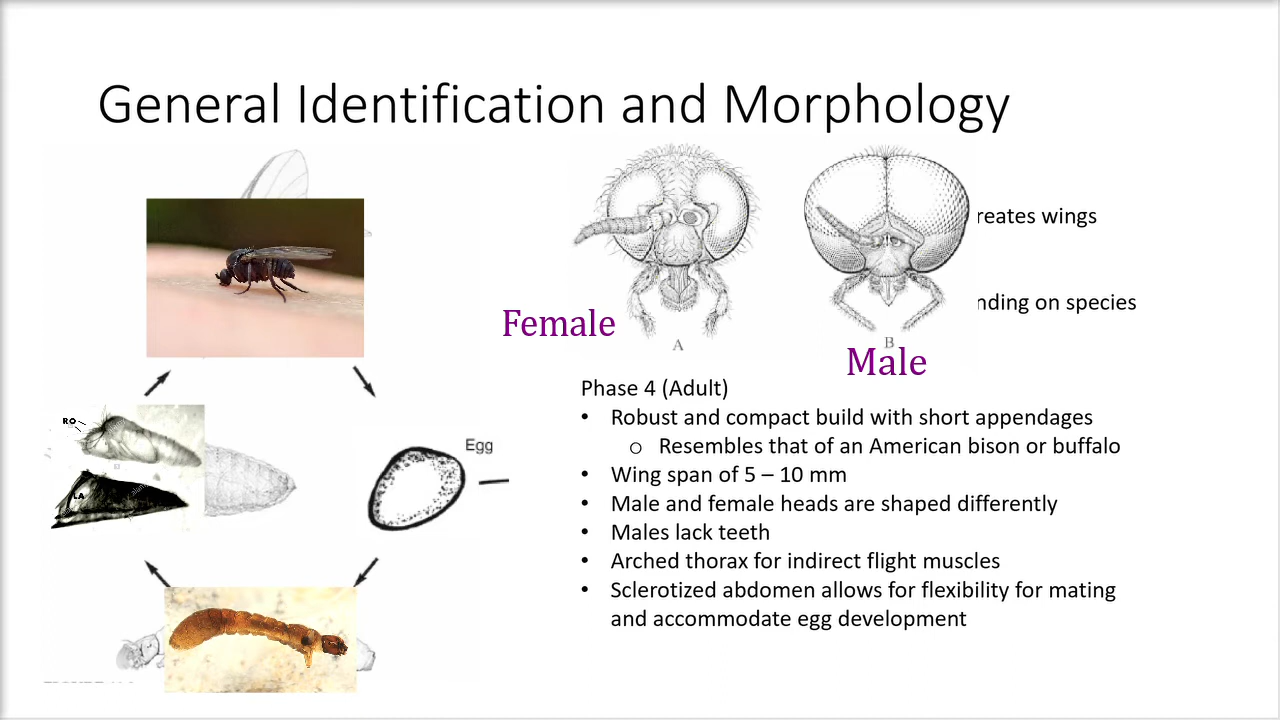 General Identification and Morphology
reates wings
nding on species
Female
A
B
Male
RO
LA
Egg
Phase 4 (Adult)
• Robust and compact build with short appendages
o Resembles that of an American bison or buffalo
• Wing span of 5 – 10 mm
• Male and female heads are shaped differently
• Males lack teeth
• Arched thorax for indirect flight muscles
• Sclerotized abdomen allows for flexibility for mating
and accommodate egg development